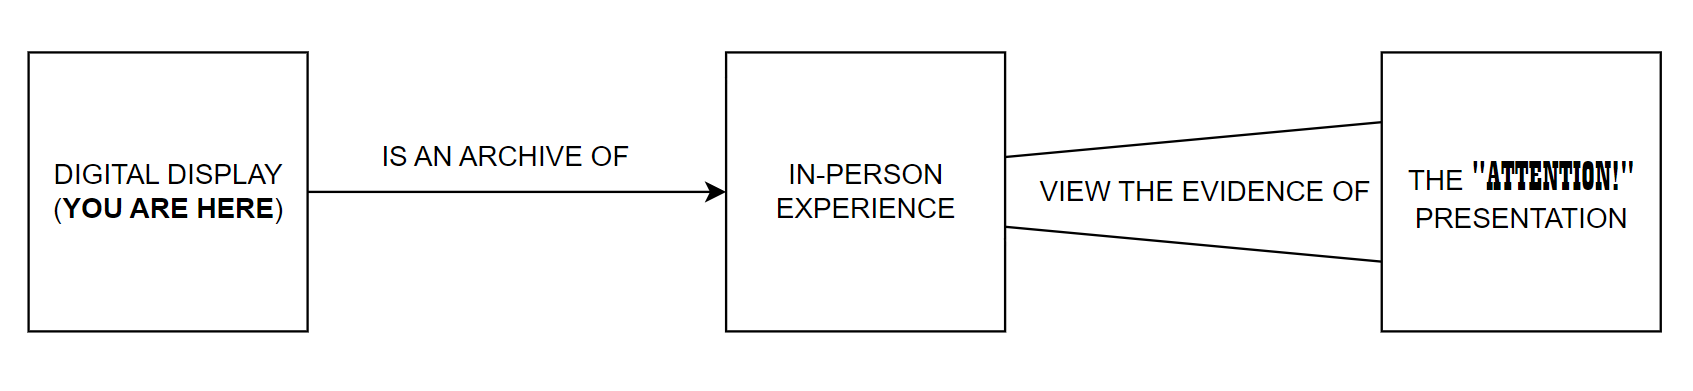 DIGITAL DISPLAY
(YOU ARE HERE)
IS AN ARCHIVE OF
IN-PERSON
EXPERIENCE
VIEW THE EVIDENCE OF
THE "ATTENTION!"
PRESENTATION